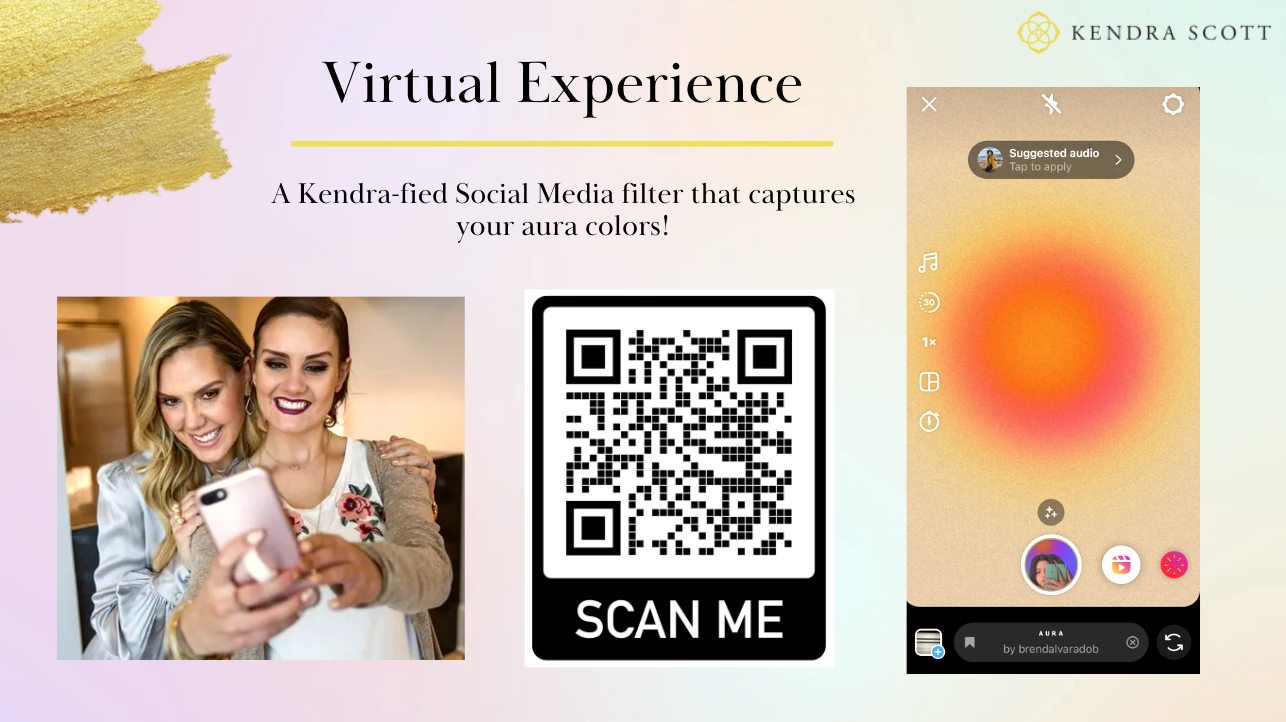 KENDRA SCOTT
Virtual Experience
A Kendra-fied Social Media filter that captures
your aura colors!
SCAN ME
Suggested audio
Tap to apply
30
1×
AURA
by brendalvaradob